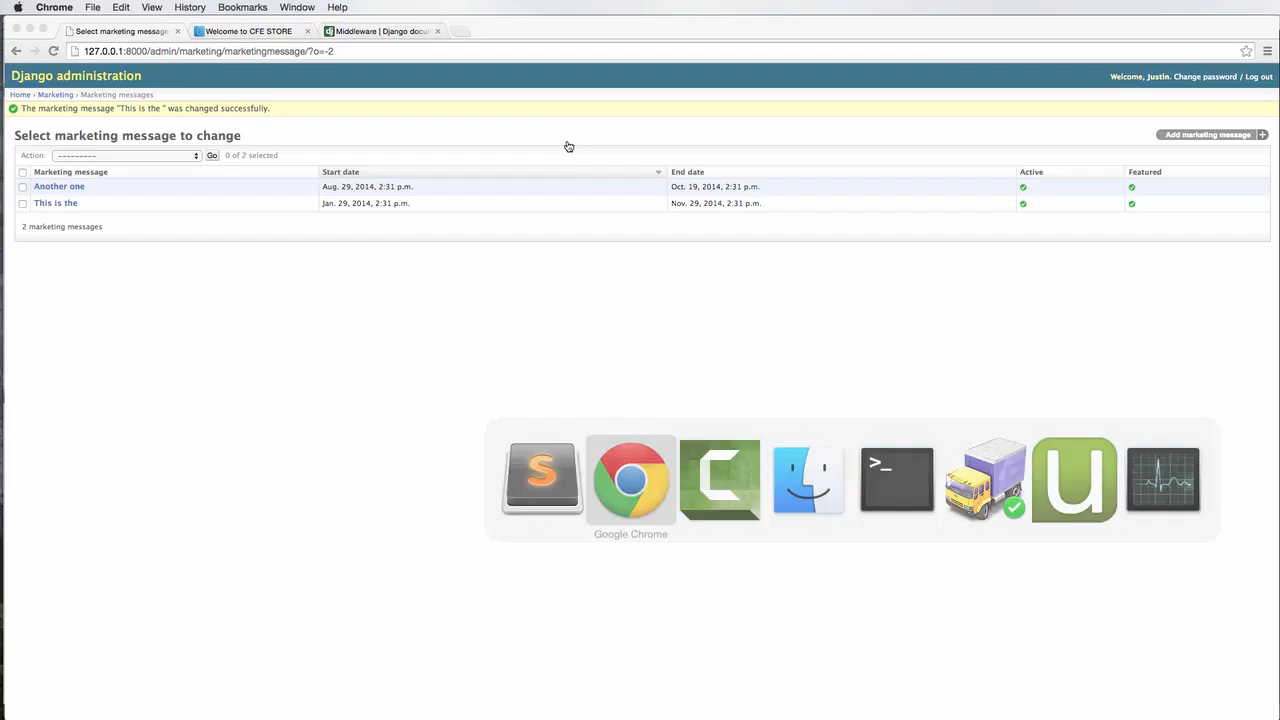 Chrome File Edit View History Bookmarks Window Help
Select marketing message × Welcome to CFE STORE × Middleware | Django docu ×
127.0.0.1:8000/admin/marketing/marketingmessage/?o=-2
Django administration Welcome, Justin. Change password / Log out
Home › Marketing › Marketing messages
The marketing message "This is the " was changed successfully.
Select marketing message to change Add marketing message +
Action: --------- Go 0 of 2 selected
Marketing message Start date End date Active Featured
Another one Aug. 29, 2014, 2:31 p.m. Oct. 19, 2014, 2:31 p.m.
This is the Jan. 29, 2014, 2:31 p.m. Nov. 29, 2014, 2:31 p.m.
2 marketing messages
S C >_ U
Google Chrome